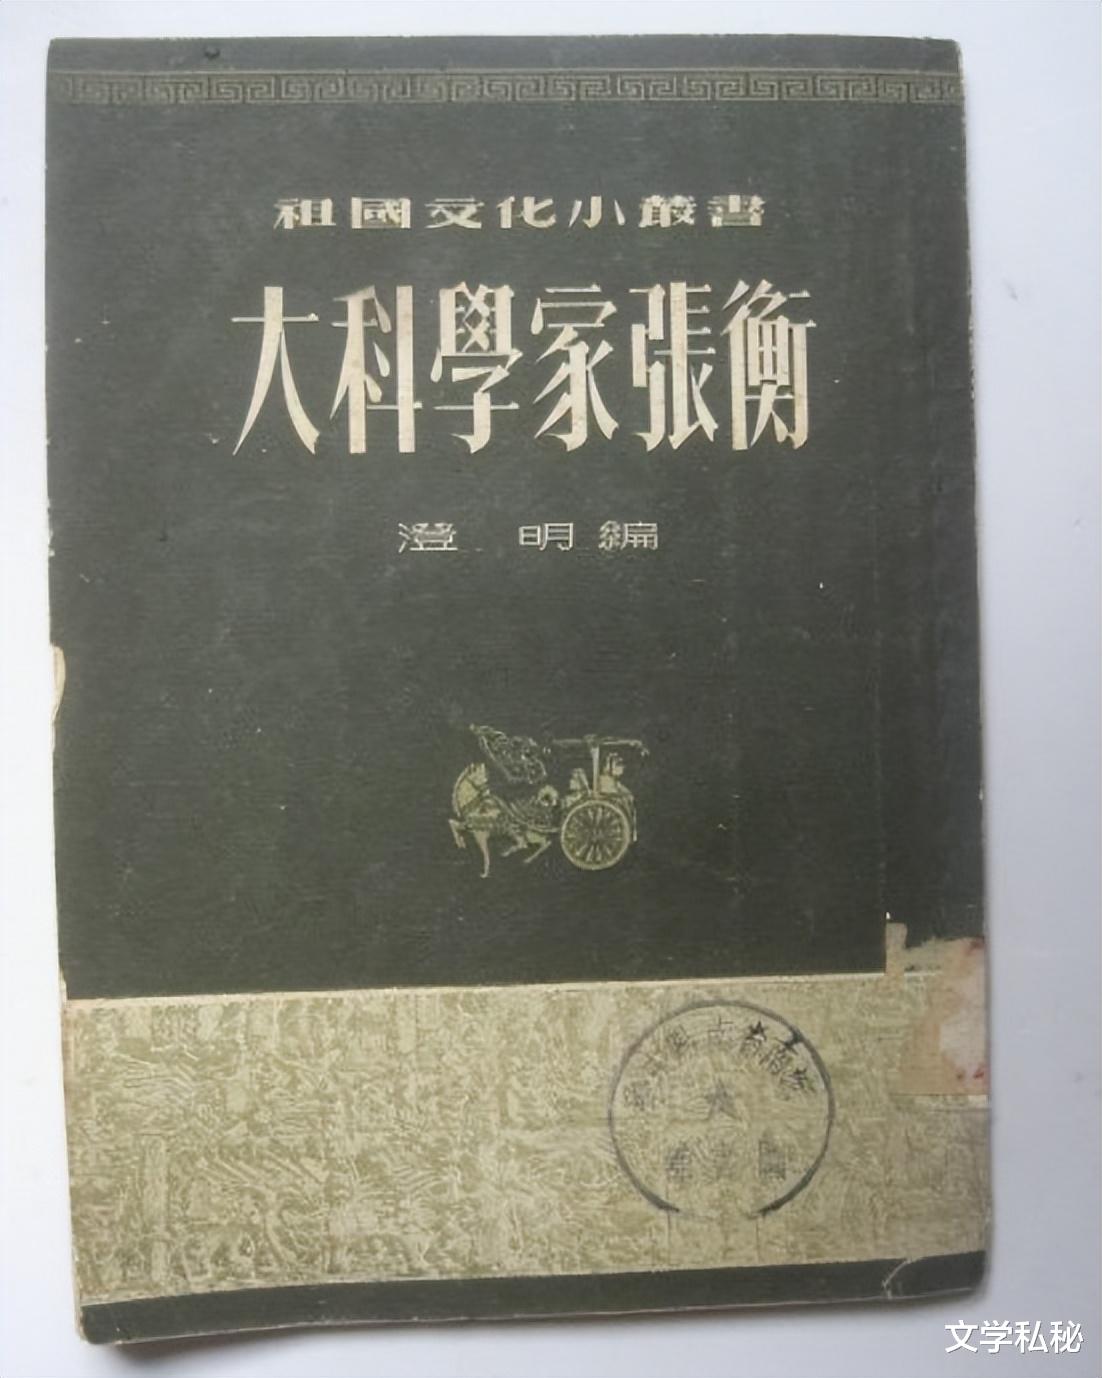 祖國文化小叢書
大科學家張衡
澄明編
文学私秘